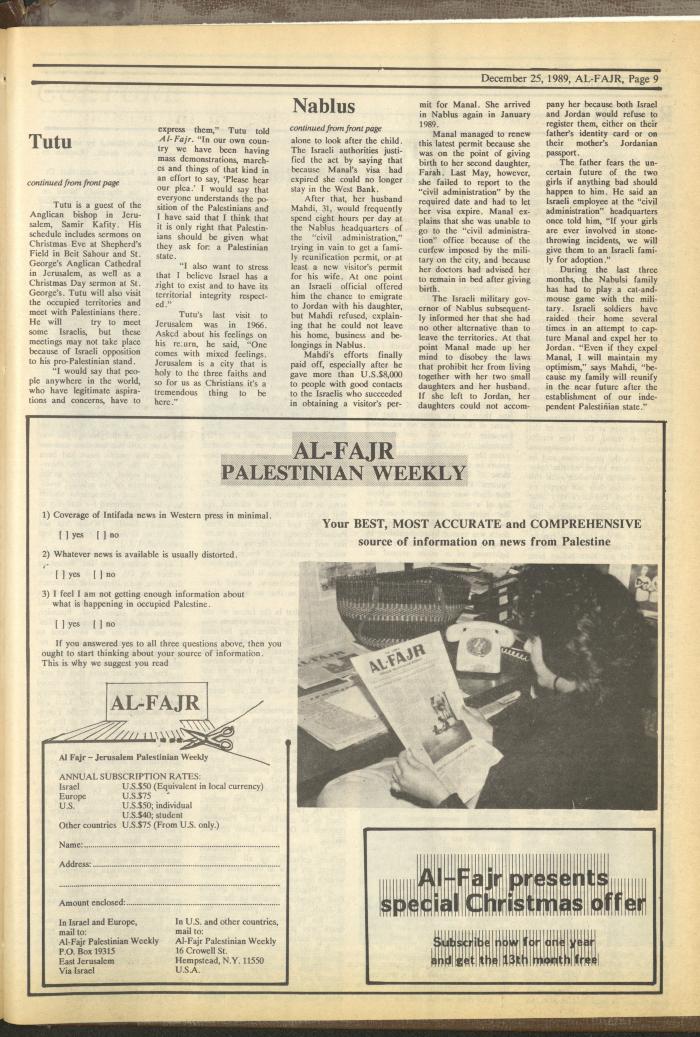 December 25, 1989, AL-FAJR, Page 9
Tutu
continued from front page
Tutu is a guest of the
Anglican bishop in Jeru-
salem, Samir Kafity. His
schedule includes sermons on
Christmas Eve at Shepherd's
Field in Beit Sahour and St.
George's Anglican Cathedral
in Jerusalem, as well as a
Christmas Day sermon at St.
George's. Tutu will also visit
the occupied territories and
meet with Palestinians there.
He will try to meet
some Israelis, but these
meetings may not take place
because of Israeli opposition
to his pro-Palestinian stand.
"I would say that peo-
ple anywhere in the world,
who have legitimate aspira-
tions and concerns, have to
express them," Tutu told
Al-Fajr. "In our own coun-
try we have been having
mass demonstrations, march-
es and things of that kind in
an effort to say, 'Please hear
our plea.' I would say that
everyone understands the po-
sition of the Palestinians and
I have said that I think that
it is only right that Palestin-
ians should be given what
they ask for: a Palestinian
state.
"I also want to stress
that I believe Israel has a
right to exist and to have its
territorial integrity respect-
ed."
Tutu's last visit to
Jerusalem was in 1966.
Asked about his feelings on
his return, he said, "One
comes with mixed feelings.
Jerusalem is a city that is
holy to the three faiths and
so for us as Christians it's a
tremendous thing to be
here."
Nablus
continued from front page
alone to look after the child.
The Israeli authorities justi-
fied the act by saying that
because Manal's visa had
expired she could no longer
stay in the West Bank.
After that, her husband
Mahdi, 31, would frequently
spend eight hours per day at
the Nablus headquarters of
the "civil administration,"
trying in vain to get a fami-
ly reunification permit, or at
least a new visitor's permit
for his wife. At one point
an Israeli official offered
him the chance to emigrate
to Jordan with his daughter,
but Mahdi refused, explain-
ing that he could not leave
his home, business and be-
longings in Nablus.
Mahdi's efforts finally
paid off, especially after he
gave more than U.S.$8,000
to people with good contacts
to the Israelis who succeeded
in obtaining a visitor's per-
mit for Manal. She arrived
in Nablus again in January
1989.
Manal managed to renew
this latest permit because she
was on the point of giving
birth to her second daughter,
Farah. Last May, however,
she failed to report to the
"civil administration" by the
required date and had to let
her visa expire. Manal ex-
plains that she was unable to
go to the "civil administra-
tion" office because of the
curfew imposed by the mili-
tary on the city, and because
her doctors had advised her
to remain in bed after giving
birth.
The Israeli military gov-
ernor of Nablus subsequent-
ly informed her that she had
no other alternative than to
leave the territories. At that
point Manal made up her
mind to disobey the laws
that prohibit her from living
together with her two small
daughters and her husband.
If she left to Jordan, her
daughters could not accom-
pany her because both Israel
and Jordan would refuse to
register them, either on their
father's identity card or on
their mother's Jordanian
passport.
The father fears the un-
certain future of the two
girls if anything bad should
happen to him. He said an
Israeli employee at the "civil
administration" headquarters
once told him, "If your girls
are ever involved in stone-
throwing incidents, we will
give them to an Israeli fami-
ly for adoption."
During the last three
months, the Nabulsi family
has had to play a cat-and-
mouse game with the mili-
tary. Israeli soldiers have
raided their home several
times in an attempt to cap-
ture Manal and expel her to
Jordan. "Even if they expel
Manal, I will maintain my
optimism," says Mahdi, "be-
cause my family will reunify
in the near future after the
establishment of our inde-
pendent Palestinian state."
AL-FAJR
PALESTINIAN WEEKLY
1) Coverage of Intifada news in Western press in minimal.
[ ] yes [ ] no
2) Whatever news is available is usually distorted.
[ ] yes [ ] no
3) I feel I am not getting enough information about
what is happening in occupied Palestine.
[ ] yes [ ] no
If you answered yes to all three questions above, then you
ought to start thinking about your source of information.
This is why we suggest you read
AL-FAJR
Al Fajr – Jerusalem Palestinian Weekly
ANNUAL SUBSCRIPTION RATES:
Israel U.S.$50 (Equivalent in local currency)
Europe U.S.$75
U.S. U.S.$50; individual
U.S.$40; student
Other countries U.S.$75 (From U.S. only.)
Name:
Address:
Amount enclosed:
In Israel and Europe,
mail to:
Al-Fajr Palestinian Weekly
P.O. Box 19315
East Jerusalem
Via Israel
In U.S. and other countries,
mail to:
Al-Fajr Palestinian Weekly
16 Crowell St.
Hempstead, N.Y. 11550
U.S.A.
Your BEST, MOST ACCURATE and COMPREHENSIVE
source of information on news from Palestine
AL-FAJR
Al-Fajr presents
special Christmas offer
Subscribe now for one year
and get the 13th month free